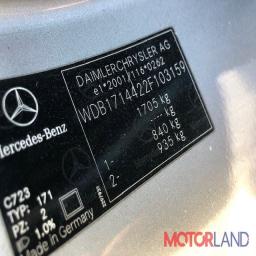 DAIMLERCHRYSLER AG
e1*2001/116*0262
WDB1714422F103159
1705 kg
1- 840 kg
2- 935 kg
Mercedes-Benz
C723
TYP: 171
PZ: 2
1.0%
Made in Germany
MOTORLAND